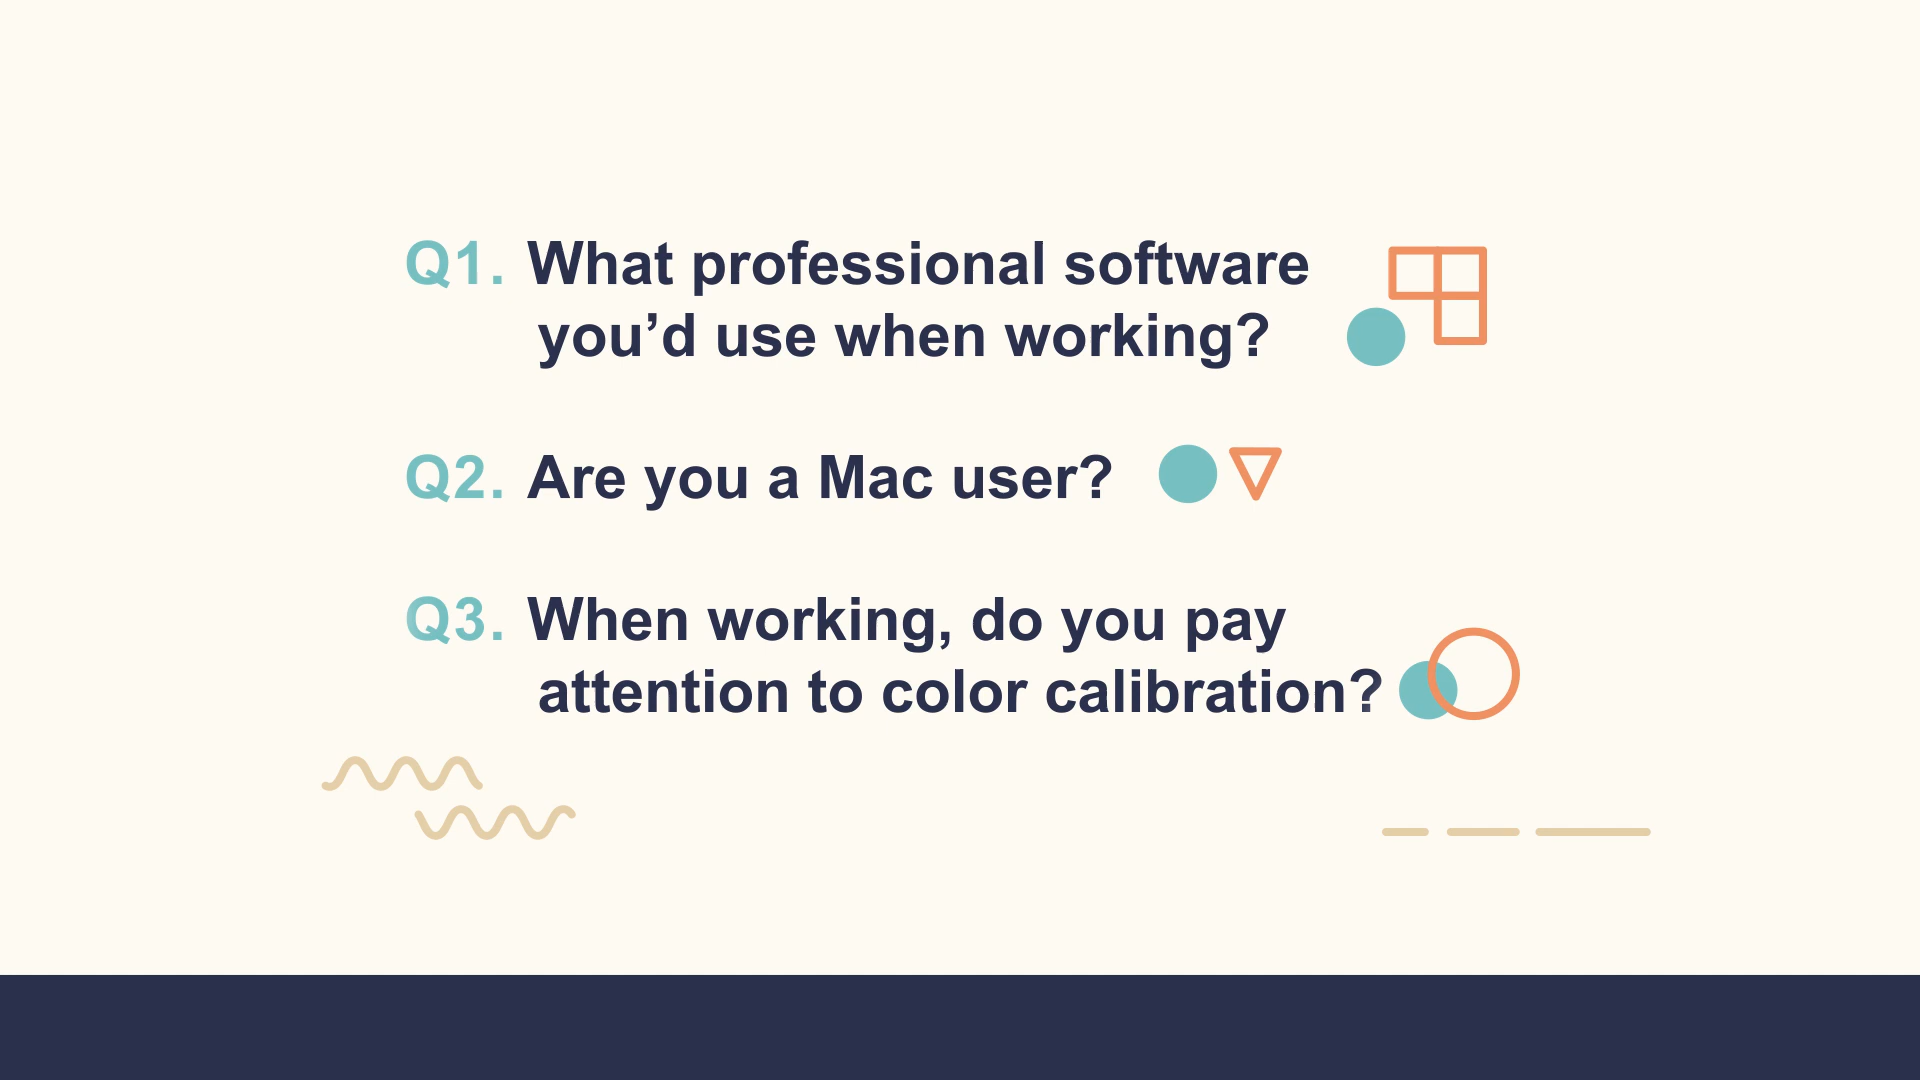 Q1. What professional software
you’d use when working?
Q2. Are you a Mac user?
Q3. When working, do you pay
attention to color calibration?